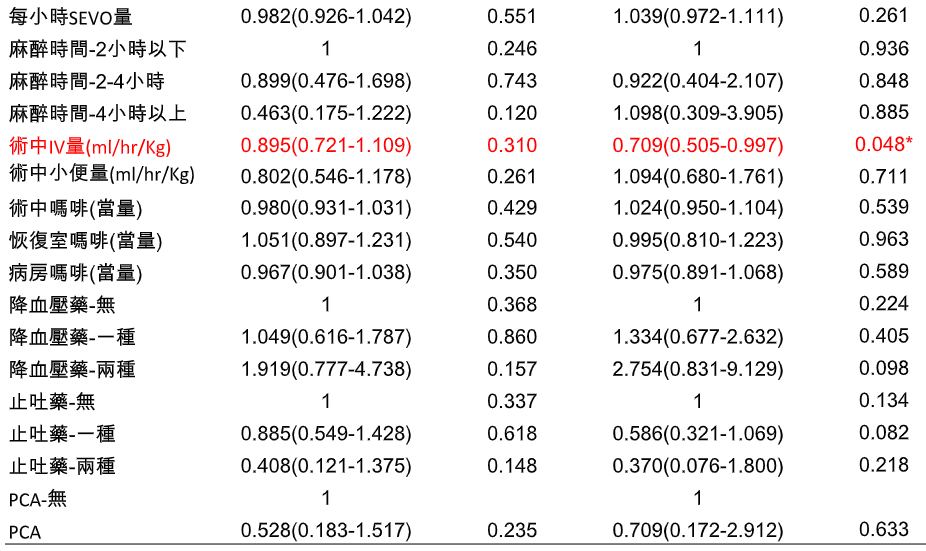 每小時SEVO量 0.982(0.926-1.042) 0.551 1.039(0.972-1.111) 0.261
麻醉時間-2小時以下 1 0.246 1 0.936
麻醉時間-2-4小時 0.899(0.476-1.698) 0.743 0.922(0.404-2.107) 0.848
麻醉時間-4小時以上 0.463(0.175-1.222) 0.120 1.098(0.309-3.905) 0.885
術中IV量(ml/hr/Kg) 0.895(0.721-1.109) 0.310 0.709(0.505-0.997) 0.048*
術中小便量(ml/hr/Kg) 0.802(0.546-1.178) 0.261 1.094(0.680-1.761) 0.711
術中嗎啡(當量) 0.980(0.931-1.031) 0.429 1.024(0.950-1.104) 0.539
恢復室嗎啡(當量) 1.051(0.897-1.231) 0.540 0.995(0.810-1.223) 0.963
病房嗎啡(當量) 0.967(0.901-1.038) 0.350 0.975(0.891-1.068) 0.589
降血壓藥-無 1 0.368 1 0.224
降血壓藥-一種 1.049(0.616-1.787) 0.860 1.334(0.677-2.632) 0.405
降血壓藥-兩種 1.919(0.777-4.738) 0.157 2.754(0.831-9.129) 0.098
止吐藥-無 1 0.337 1 0.134
止吐藥-一種 0.885(0.549-1.428) 0.618 0.586(0.321-1.069) 0.082
止吐藥-兩種 0.408(0.121-1.375) 0.148 0.370(0.076-1.800) 0.218
PCA-無 1 1
PCA 0.528(0.183-1.517) 0.235 0.709(0.172-2.912) 0.633